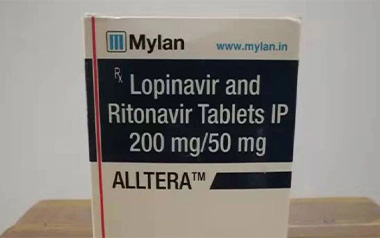 Mylan www.mylan.in
Rx Lopinavir and
Ritonavir Tablets IP
200 mg/50 mg
ALLTERA™